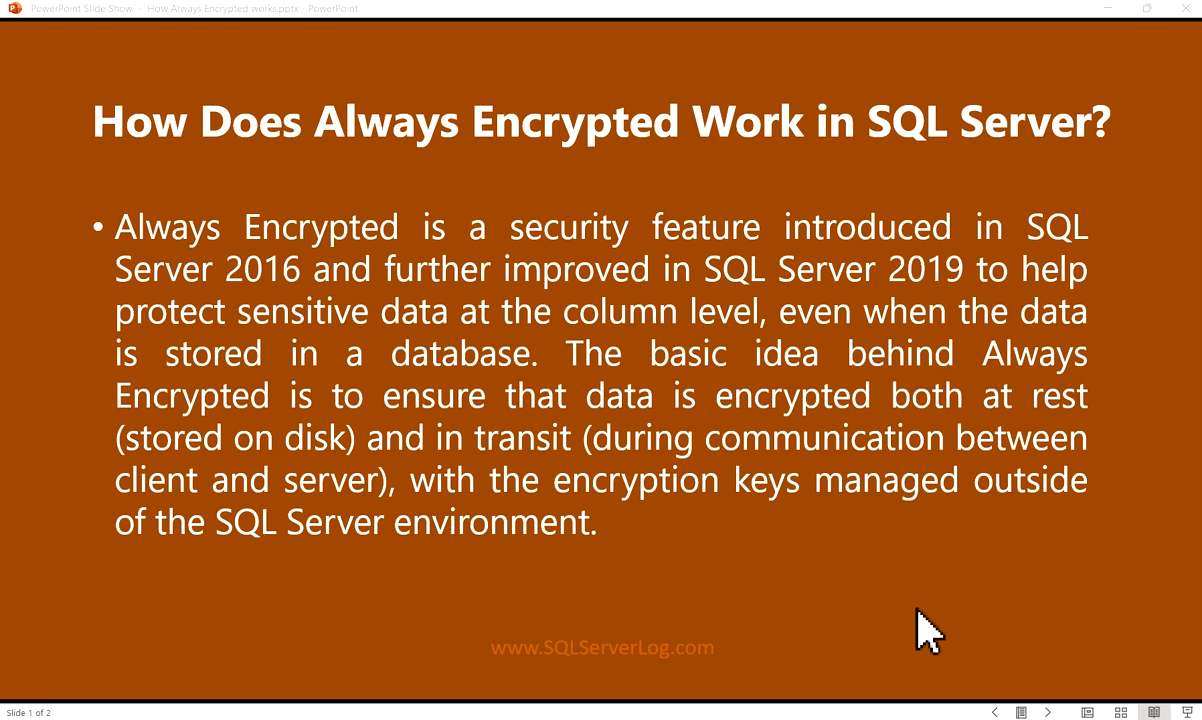 PowerPoint Slide Show - How Always Encrypted works.pptx - PowerPoint
How Does Always Encrypted Work in SQL Server?
• Always Encrypted is a security feature introduced in SQL
Server 2016 and further improved in SQL Server 2019 to help
protect sensitive data at the column level, even when the data
is stored in a database. The basic idea behind Always
Encrypted is to ensure that data is encrypted both at rest
(stored on disk) and in transit (during communication between
client and server), with the encryption keys managed outside
of the SQL Server environment.
www.SQLServerLog.com
Slide 1 of 2